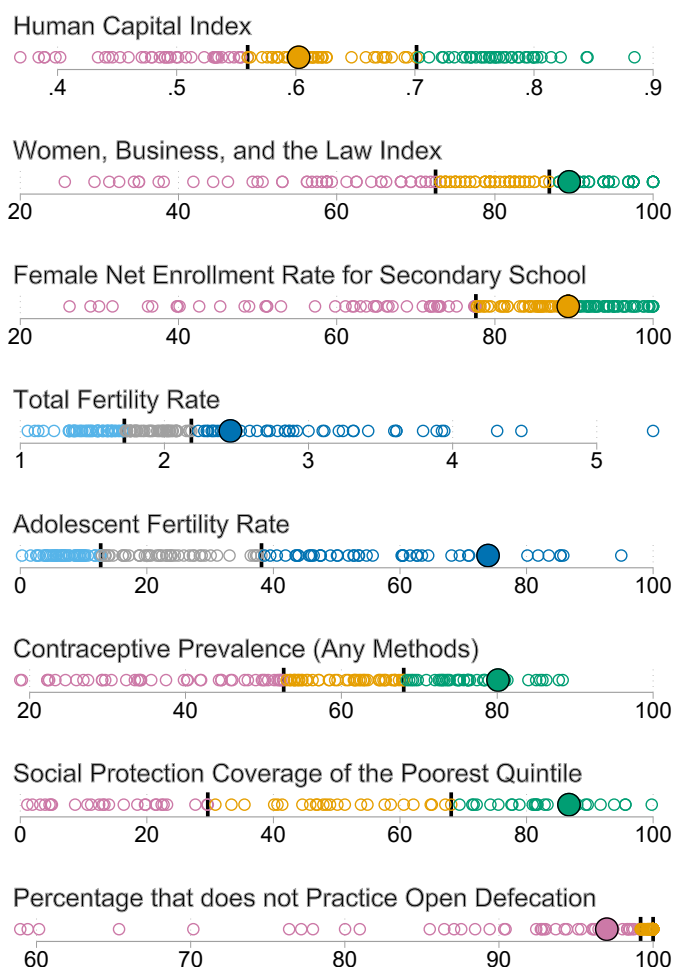 Human Capital Index
.4 .5 .6 .7 .8 .9
Women, Business, and the Law Index
20 40 60 80 100
Female Net Enrollment Rate for Secondary School
20 40 60 80 100
Total Fertility Rate
1 2 3 4 5
Adolescent Fertility Rate
0 20 40 60 80 100
Contraceptive Prevalence (Any Methods)
20 40 60 80 100
Social Protection Coverage of the Poorest Quintile
0 20 40 60 80 100
Percentage that does not Practice Open Defecation
60 70 80 90 100